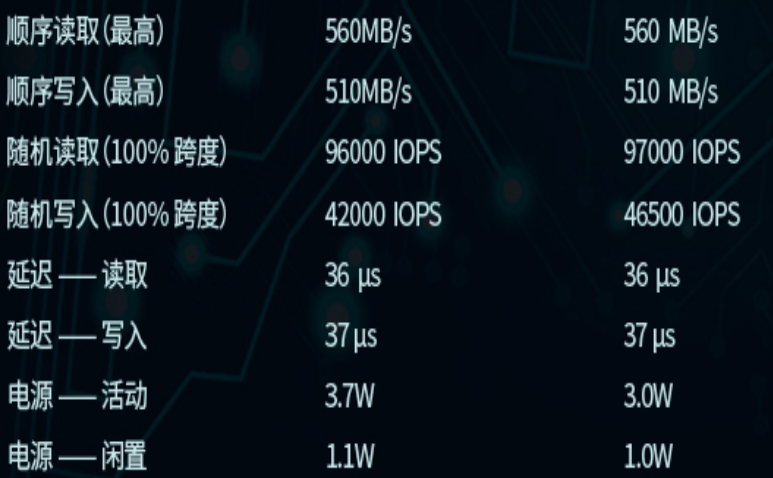 顺序读取(最高) 560MB/s 560 MB/s
顺序写入(最高) 510MB/s 510 MB/s
随机读取(100% 跨度) 96000 IOPS 97000 IOPS
随机写入(100% 跨度) 42000 IOPS 46500 IOPS
延迟 —— 读取 36 µs 36 µs
延迟 —— 写入 37 µs 37 µs
电源 —— 活动 3.7W 3.0W
电源 —— 闲置 1.1W 1.0W